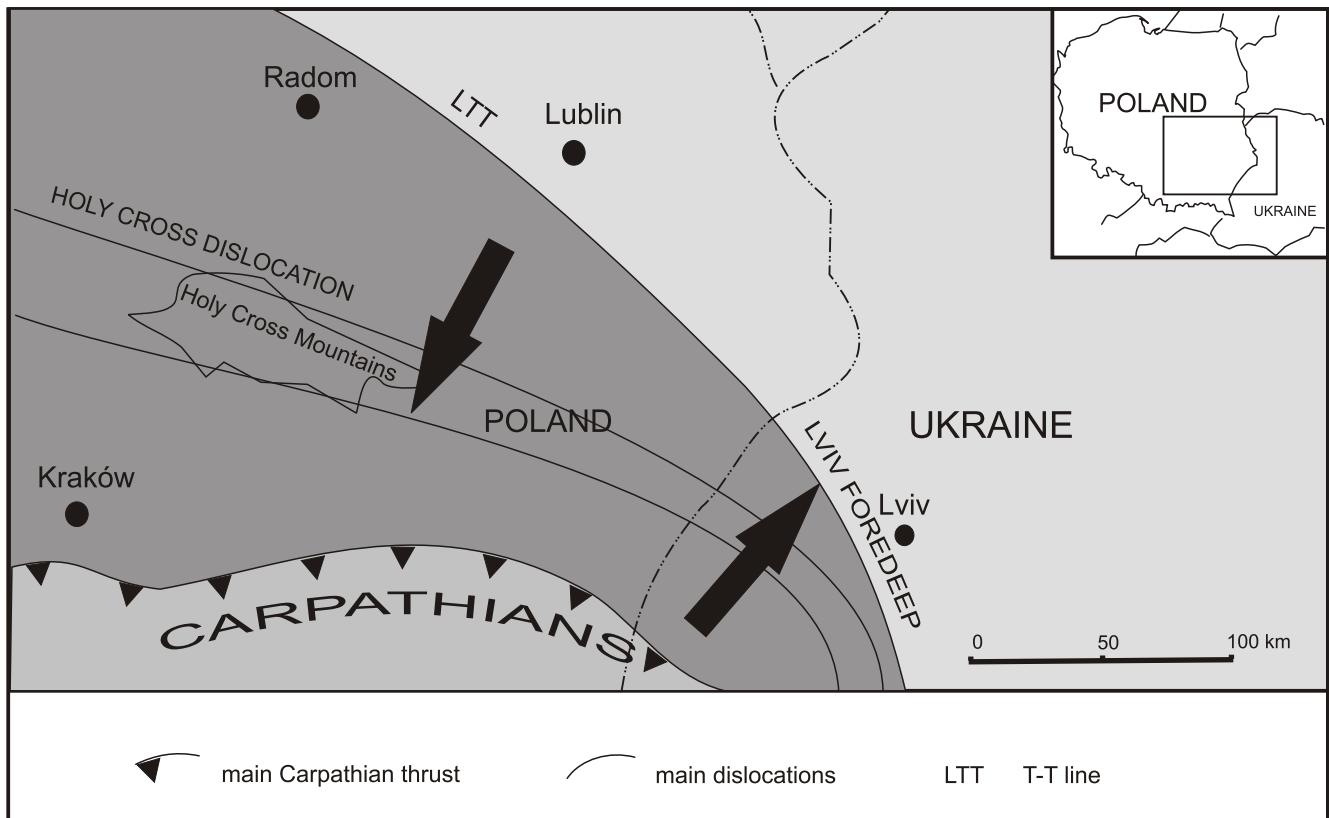 Radom
LTT
Lublin
POLAND
UKRAINE
HOLY CROSS DISLOCATION
Holy Cross Mountains
POLAND
UKRAINE
LVIV FOREDEEP
Lviv
Kraków
CARPATHIANS
0 50 100 km
main Carpathian thrust main dislocations LTT T-T line